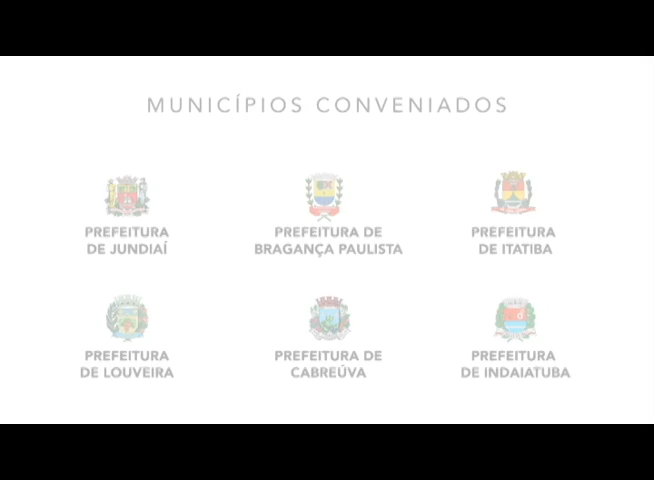 MUNICÍPIOS CONVENIADOS
PREFEITURA
DE JUNDIAÍ
PREFEITURA DE
BRAGANÇA PAULISTA
PREFEITURA
DE ITATIBA
PREFEITURA
DE LOUVEIRA
PREFEITURA DE
CABREÚVA
PREFEITURA
DE INDAIATUBA